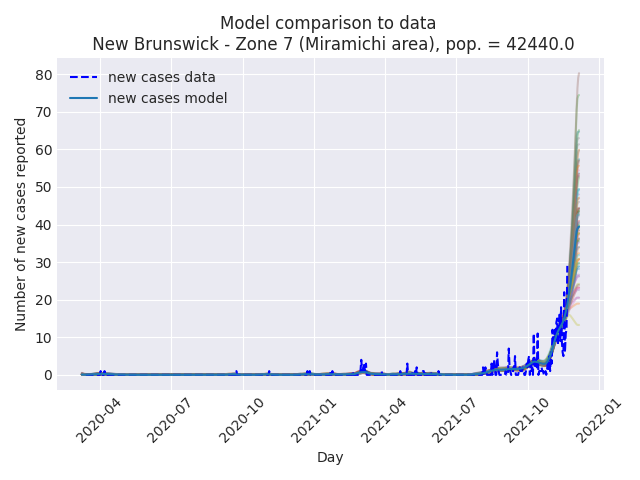 Model comparison to data
New Brunswick - Zone 7 (Miramichi area), pop. = 42440.0
new cases data
new cases model
Number of new cases reported
80
70
60
50
40
30
20
10
0
2020-04
2020-07
2020-10
2021-01
2021-04
2021-07
2021-10
2022-01
Day